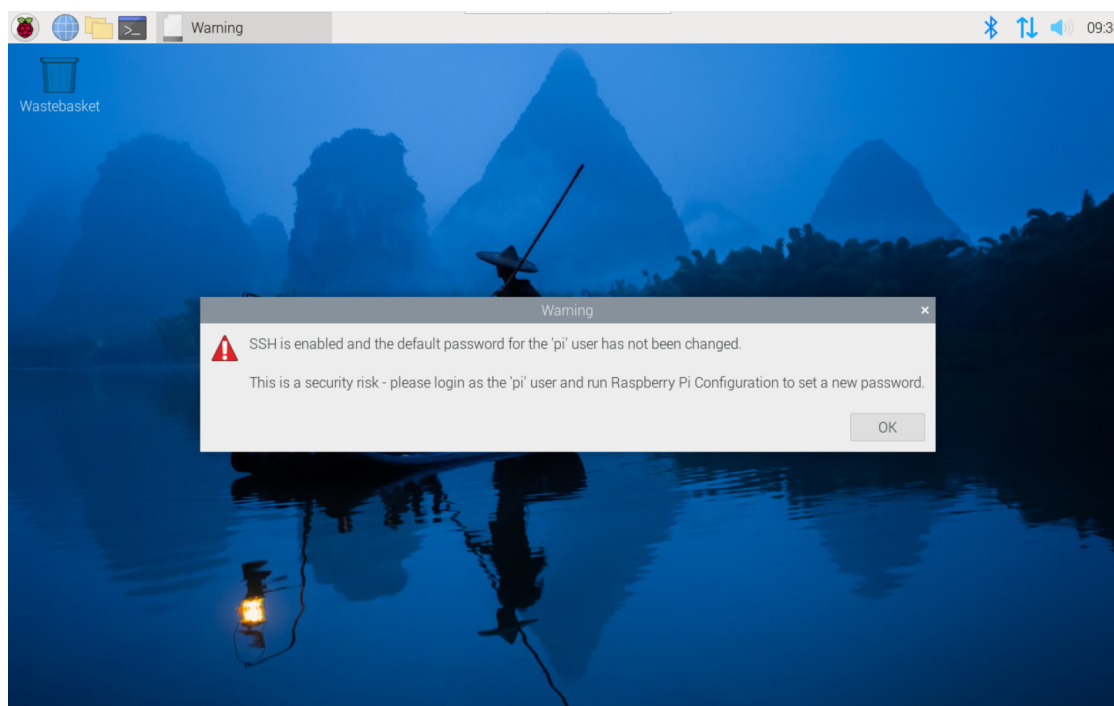 Warning
09:3
Wastebasket
Warning
SSH is enabled and the default password for the 'pi' user has not been changed.
This is a security risk - please login as the 'pi' user and run Raspberry Pi Configuration to set a new password.
OK